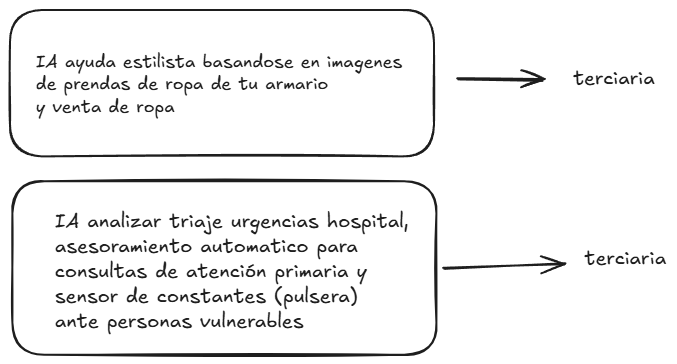 IA ayuda estilista basandose en imagenes
de prendas de ropa de tu armario
y venta de ropa
terciaria
IA analizar triaje urgencias hospital,
asesoramiento automatico para
consultas de atención primaria y
sensor de constantes (pulsera)
ante personas vulnerables
terciaria